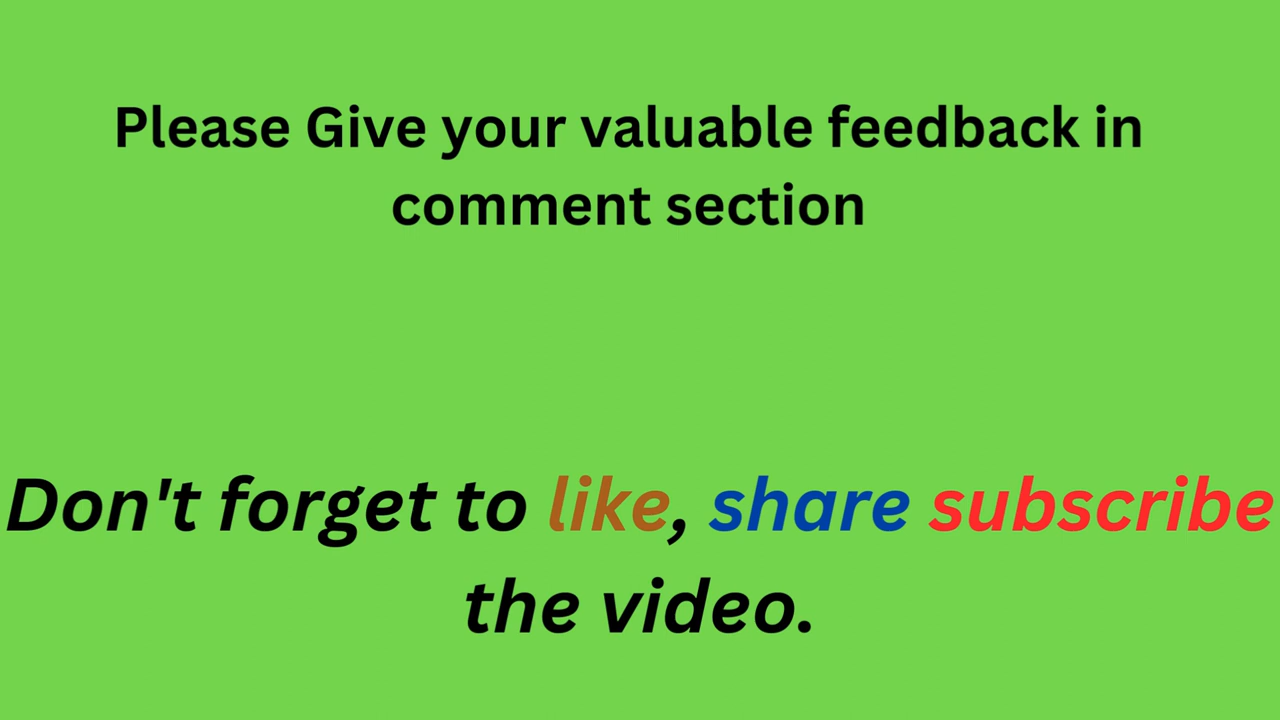 Please Give your valuable feedback in
comment section
Don't forget to like, share subscribe
the video.